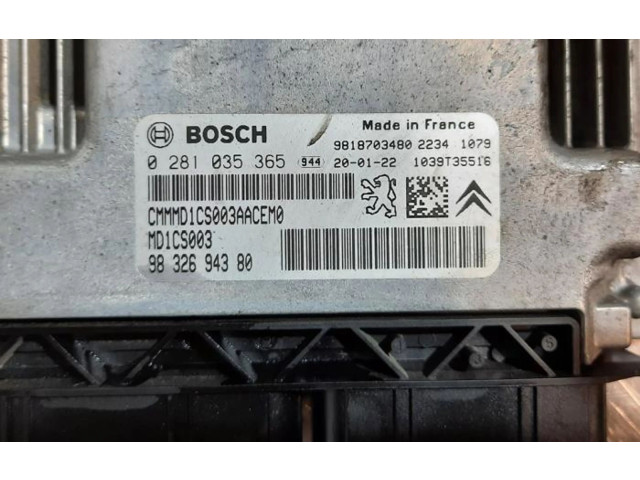 BOSCH
Made in France
9818703480 2234 1079
0 281 035 365 944 20-01-22 1039T35516
CMMMD1CS003AACEM0
MD1CS003
98 326 943 80